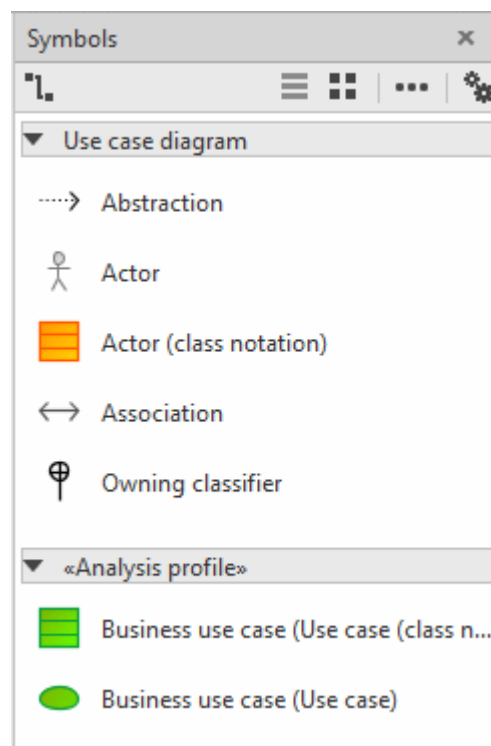 Symbols
Use case diagram
Abstraction
Actor
Actor (class notation)
Association
Owning classifier
«Analysis profile»
Business use case (Use case (class n...
Business use case (Use case)